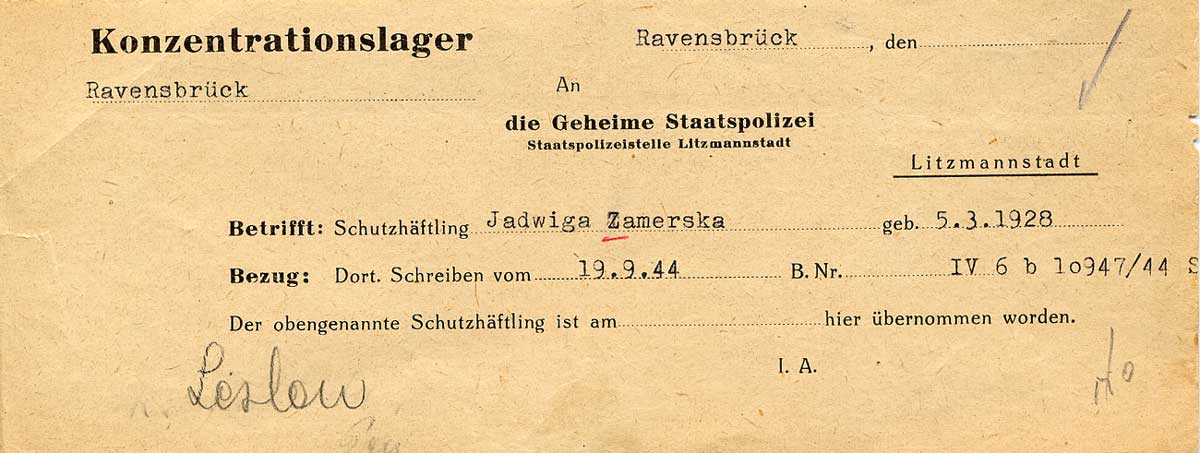 Konzentrationslager
Ravensbrück, den
Ravensbrück
An
die Geheime Staatspolizei
Staatspolizeistelle Litzmannstadt
Litzmannstadt
Betrifft: Schutzhäftling Jadwiga Zamerska geb. 5.3.1928
Bezug: Dort. Schreiben vom 19.9.44 B. Nr. IV 6 b lo947/44 S
Der obengenannte Schutzhäftling ist am hier übernommen worden.
I. A.
Leslau